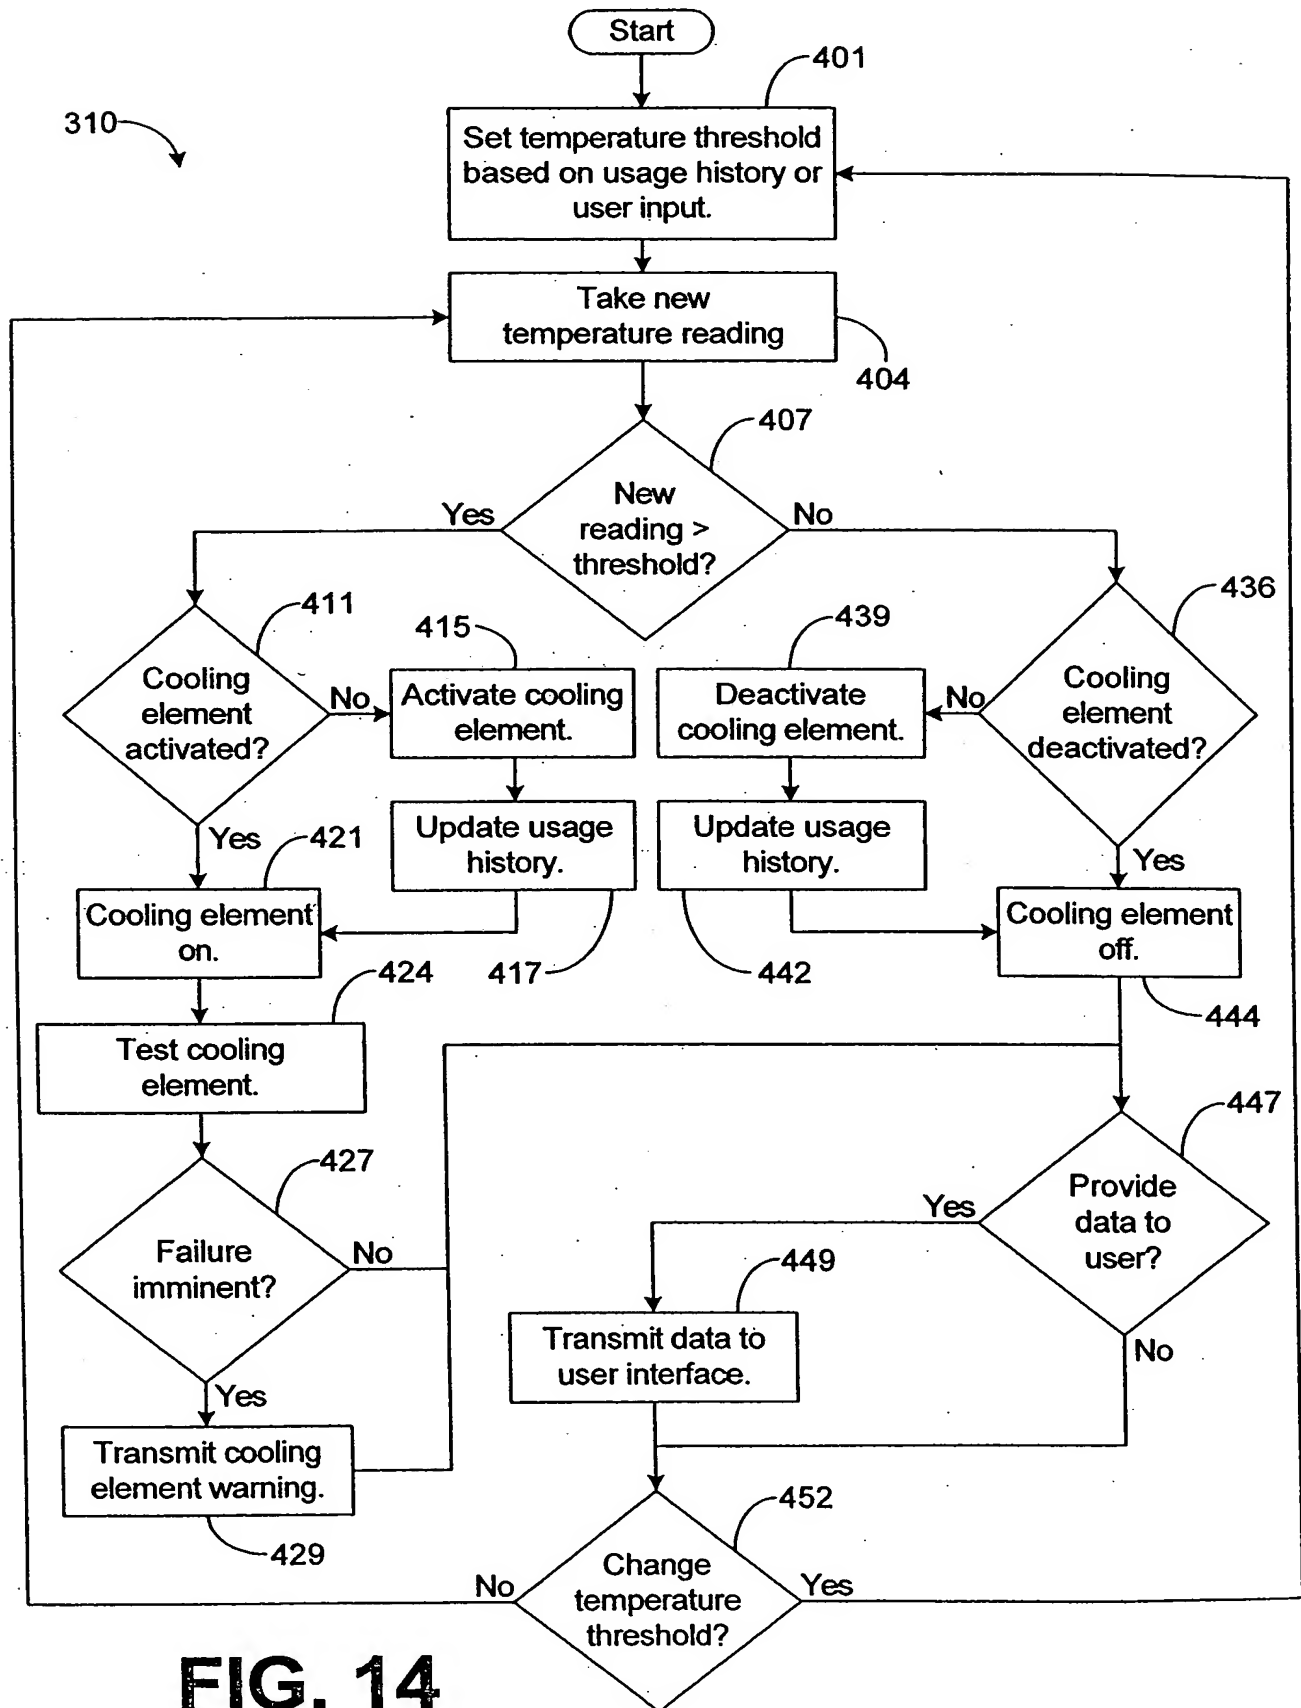 Start
401
310
Set temperature threshold
based on usage history or
user input.
Take new
temperature reading
404
407
New
reading >
threshold?
Yes
No
411
Cooling
element
activated?
No
415
Activate cooling
element.
439
Deactivate
cooling element.
No
436
Cooling
element
deactivated?
Yes
421
Update usage
history.
Update usage
history.
Yes
Cooling element
on.
417
442
Cooling element
off.
444
424
Test cooling
element.
427
Failure
imminent?
No
447
Provide
data to
user?
Yes
449
Transmit data to
user interface.
No
Yes
Transmit cooling
element warning.
429
452
Change
temperature
threshold?
No
Yes
FIG. 14